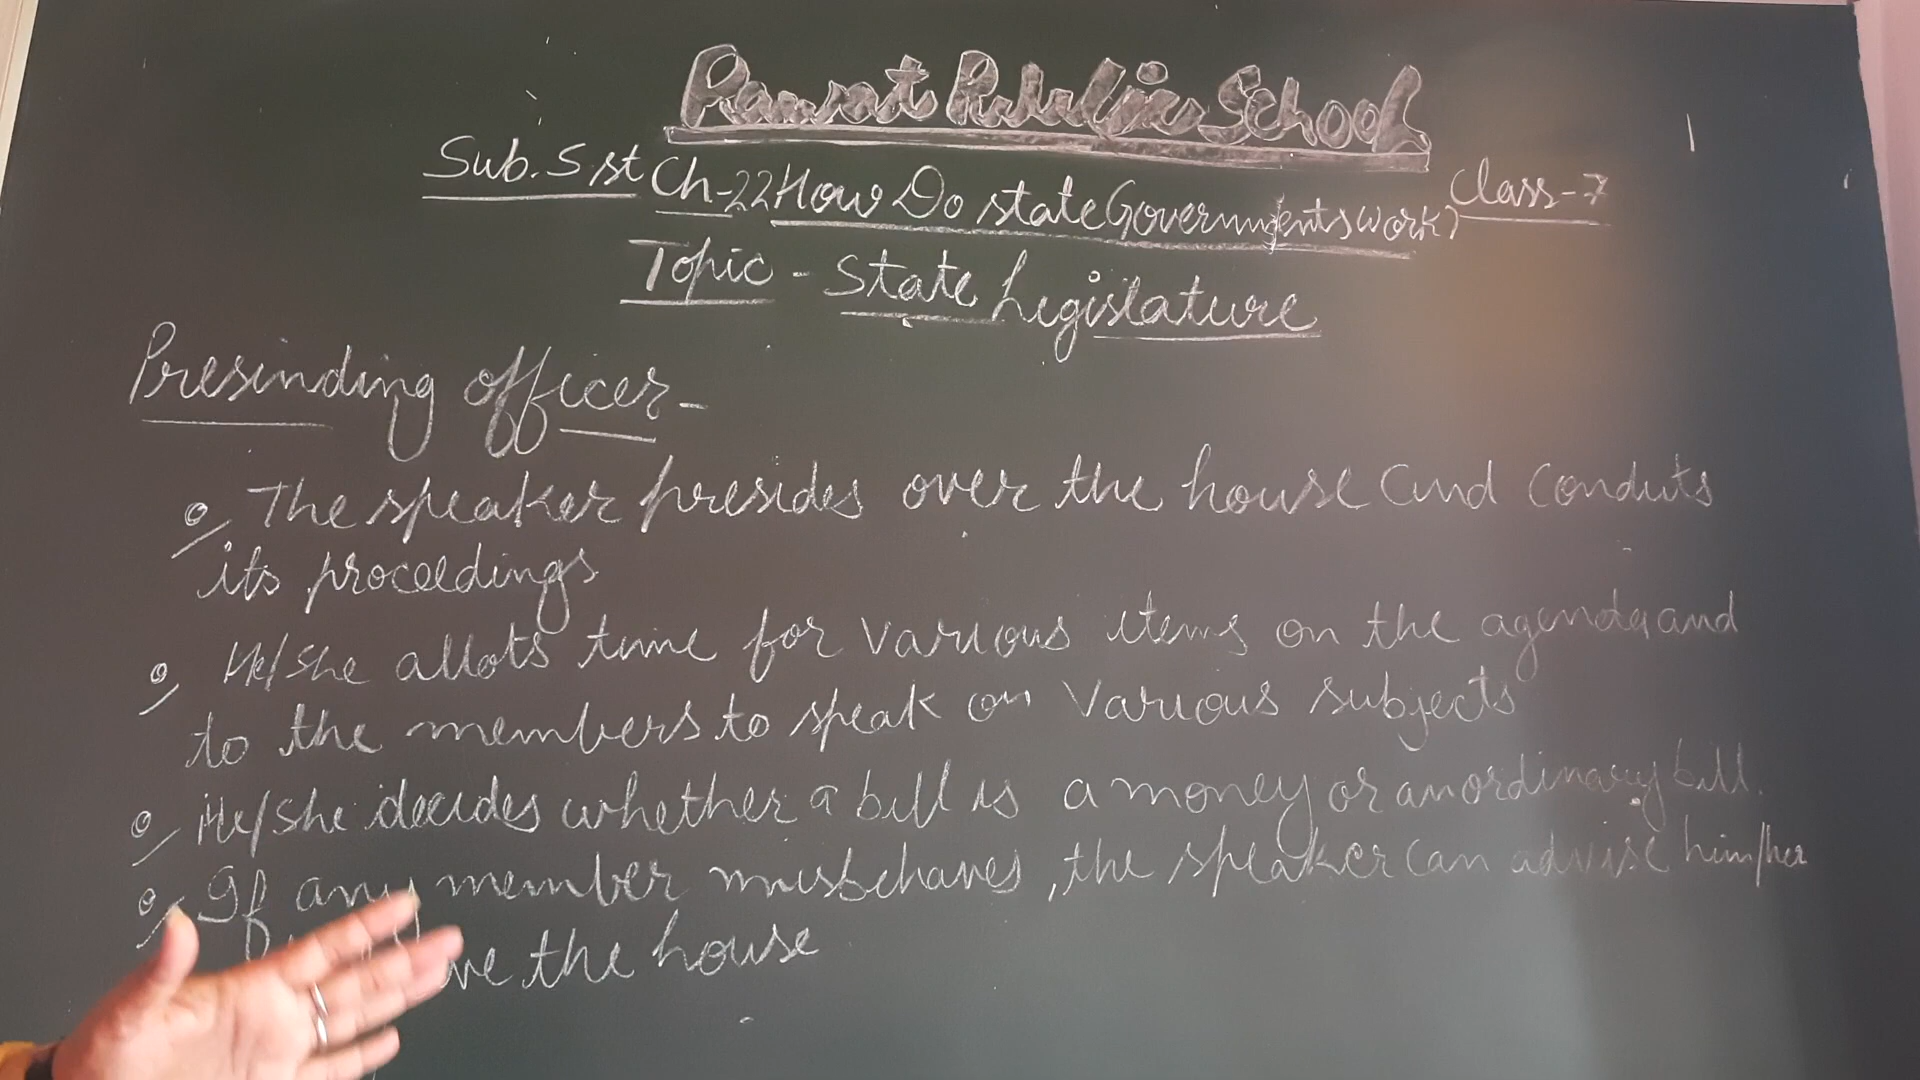 Rawat Public School
Sub. S st Ch-22 How Do state Governments work? Class-7
Topic - State Legislature
Presinding officer-
The speaker presides over the house and conduts
its proceedings
He/she allots time for various items on the agenda and
to the members to speak on various subjects
He/she decides whether a bill is a money or an ordinary bill.
If any member misbehaves, the speaker can advise him/her
the house